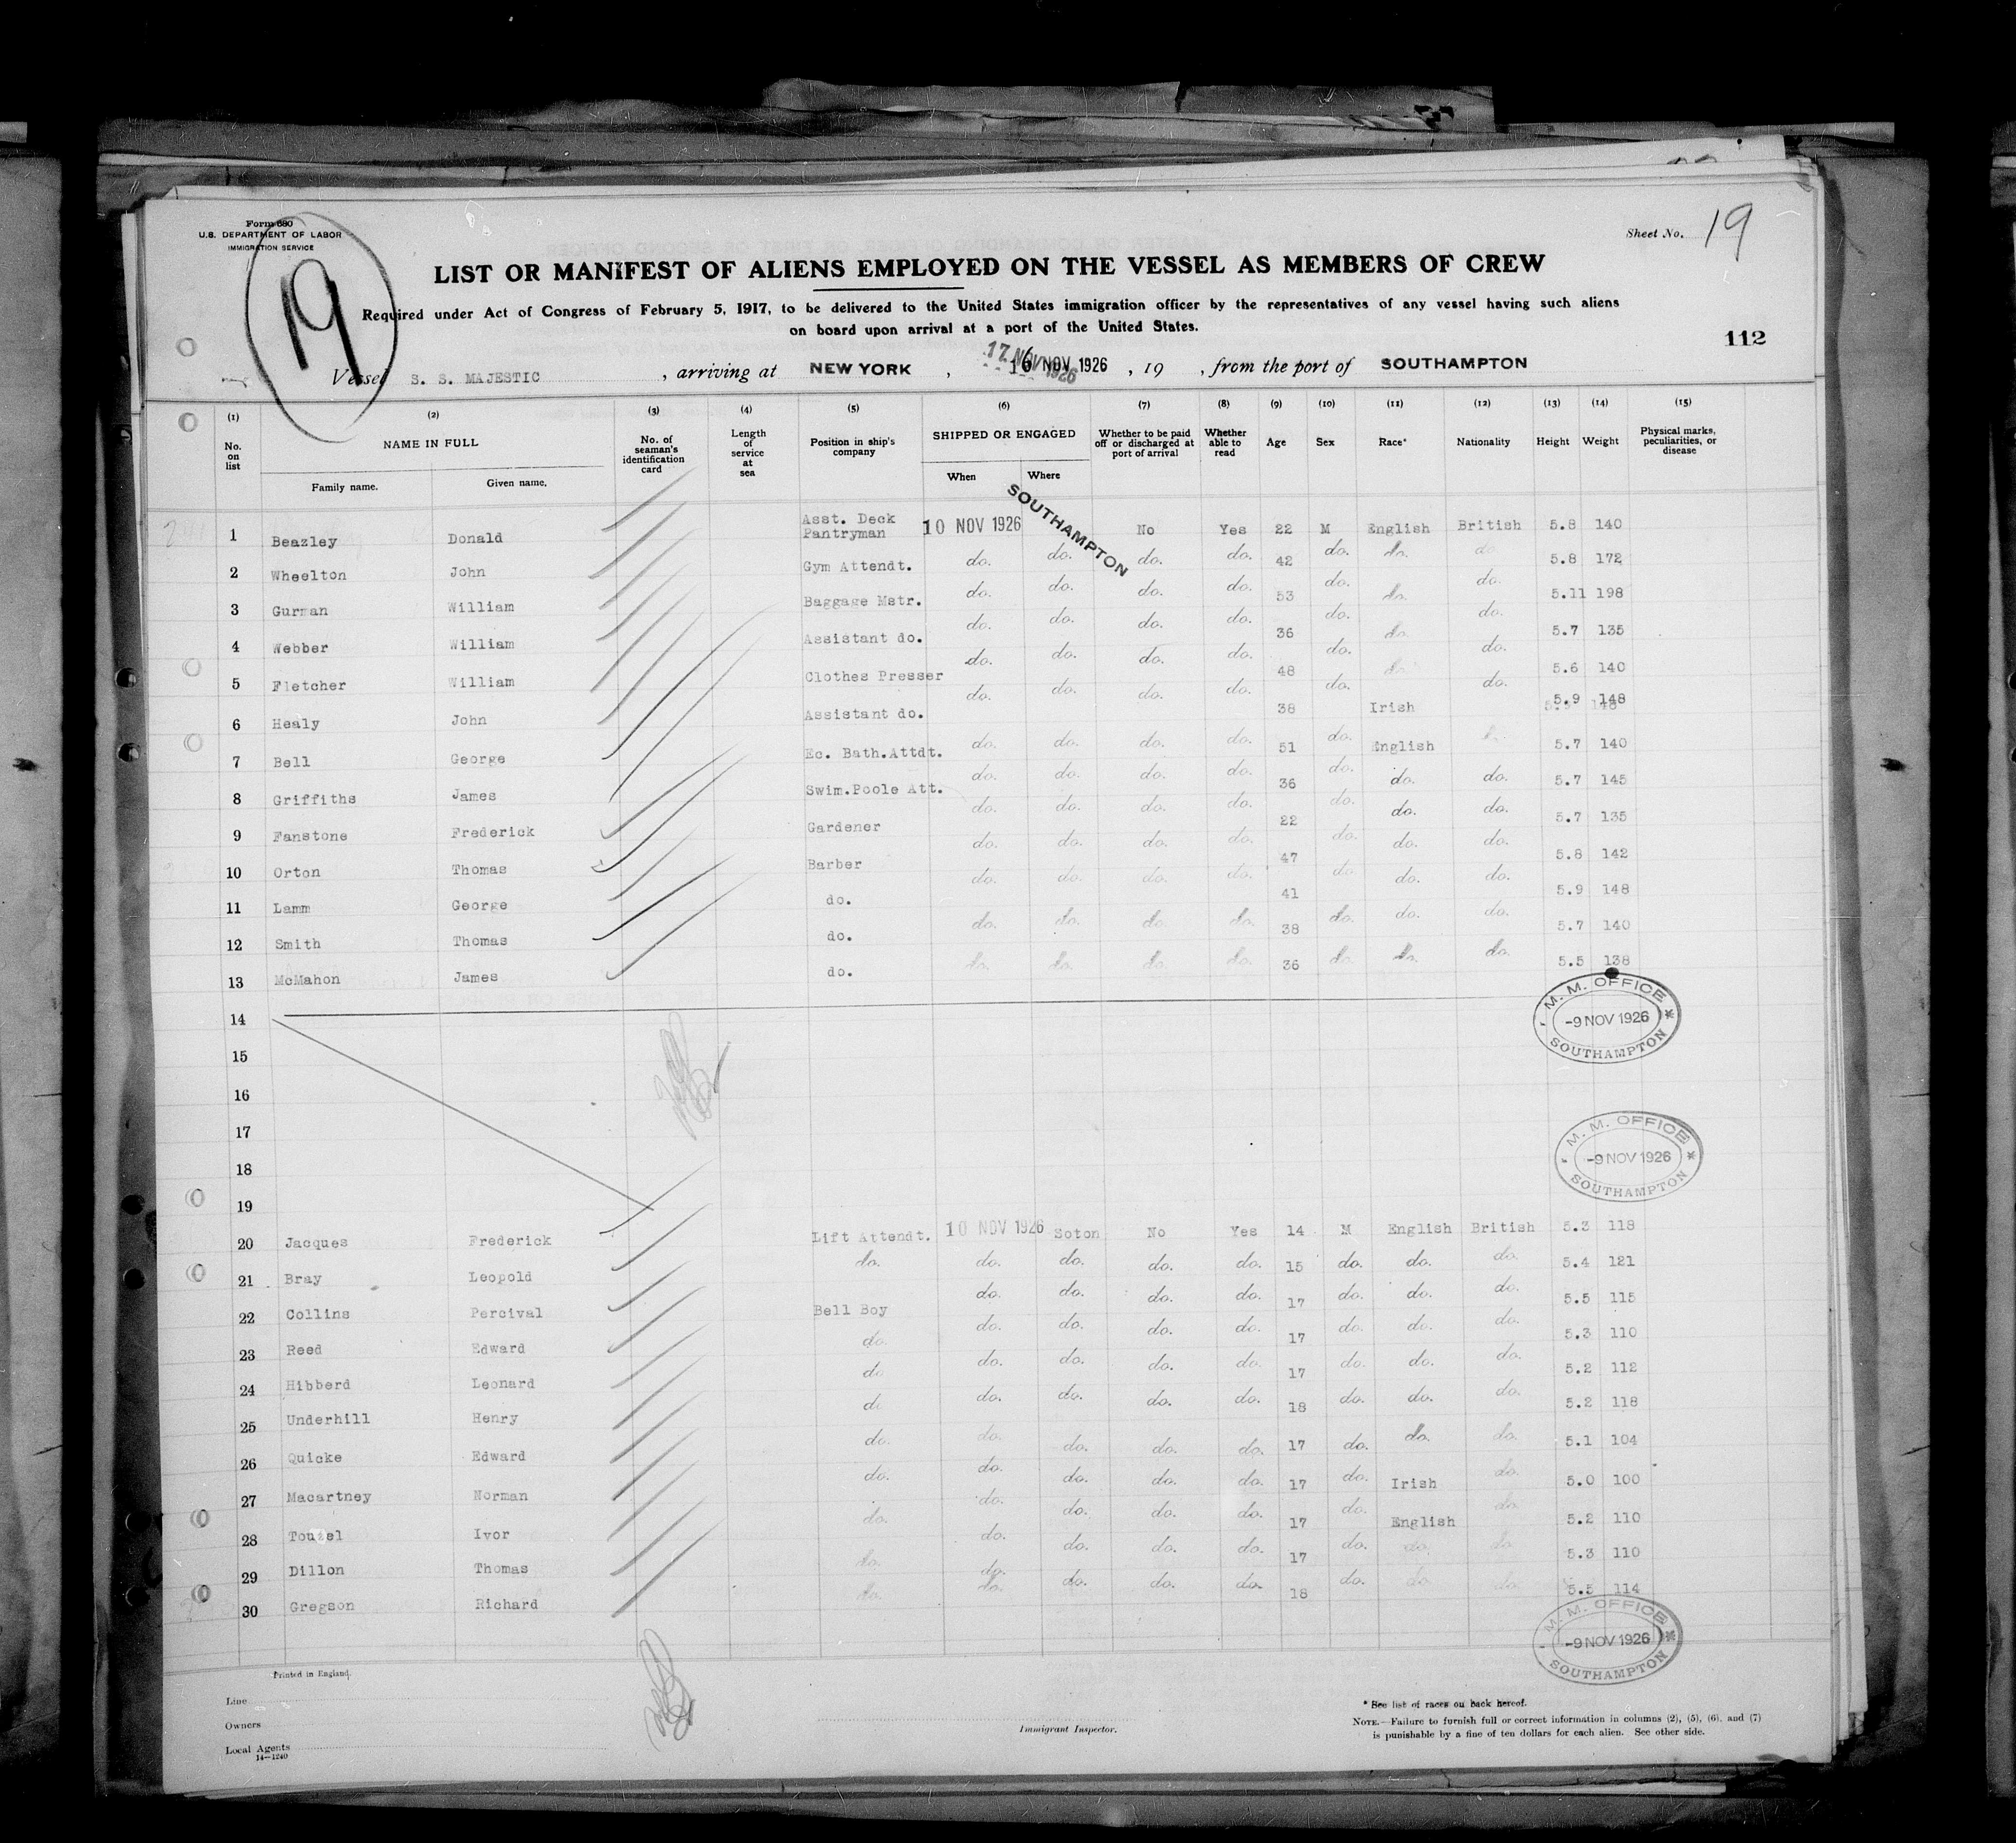 Form 680
U.S. DEPARTMENT OF LABOR
IMMIGRATION SERVICE
19
Sheet No. 19
LIST OR MANIFEST OF ALIENS EMPLOYED ON THE VESSEL AS MEMBERS OF CREW
Required under Act of Congress of February 5, 1917, to be delivered to the United States immigration officer by the representatives of any vessel having such aliens
on board upon arrival at a port of the United States.
112
17 NOV 1926
Vessel S. S. MAJESTIC , arriving at NEW YORK , 16 NOV 1926 , 19 , from the port of SOUTHAMPTON
(1) (2) (3) (4) (5) (6) (7) (8) (9) (10) (11) (12) (13) (14) (15)
No. on list NAME IN FULL Family name. Given name. No. of seaman's identification card Length of service at sea Position in ship's company SHIPPED OR ENGAGED When Where Whether to be paid off or discharged at port of arrival Whether able to read Age Sex Race* Nationality Height Weight Physical marks, peculiarities, or disease
SOUTHAMPTON
1 Beazley Donald Asst. Deck Pantryman 10 NOV 1926 No Yes 22 M English British 5.8 140
2 Wheelton John Gym Attendt. do. do. do. do. 42 do. do. do. 5.8 172
3 Gurman William Baggage Mstr. do. do. do. do. 53 do. do. do. 5.11 198
4 Webber William Assistant do. do. do. do. do. 36 do. do. do. 5.7 135
5 Fletcher William Clothes Presser do. do. do. do. 48 do. do. do. 5.6 140
6 Healy John Assistant do. do. do. do. do. 38 do. Irish do. 5.9 148
7 Bell George Ec. Bath.Attdt. do. do. do. do. 51 do. English do. 5.7 140
8 Griffiths James Swim.Poole Att. do. do. do. do. 36 do. do. do. 5.7 145
9 Fanstone Frederick Gardener do. do. do. do. 22 do. do. do. 5.7 135
10 Orton Thomas Barber do. do. do. do. 47 do. do. do. 5.8 142
11 Lamm George do. do. do. do. do. 41 do. do. do. 5.9 148
12 Smith Thomas do. do. do. do. do. 38 do. do. do. 5.7 140
13 McMahon James do. do. do. do. do. 36 do. do. do. 5.5 138
M. M. OFFICE
-9 NOV 1926
SOUTHAMPTON
14
15
16
17
M. M. OFFICE
-9 NOV 1926
SOUTHAMPTON
18
19
20 Jacques Frederick Lift Attendt. 10 NOV 1926 Soton No Yes 14 M English British 5.3 118
21 Bray Leopold do. do. do. do. do. 15 do. do. do. 5.4 121
22 Collins Percival Bell Boy do. do. do. do. 17 do. do. do. 5.5 115
23 Reed Edward do. do. do. do. do. 17 do. do. do. 5.3 110
24 Hibberd Leonard do. do. do. do. do. 17 do. do. do. 5.2 112
25 Underhill Henry do. do. do. do. do. 18 do. do. do. 5.2 118
26 Quicke Edward do. do. do. do. do. 17 do. do. do. 5.1 104
27 Macartney Norman do. do. do. do. do. 17 do. Irish do. 5.0 100
28 Touzel Ivor do. do. do. do. do. 17 do. English do. 5.2 110
29 Dillon Thomas do. do. do. do. do. 17 do. do. do. 5.3 110
30 Gregson Richard do. do. do. do. do. 18 do. do. do. 5.5 114
M. M. OFFICE
-9 NOV 1926
SOUTHAMPTON
Printed in England.
Line
Owners
Local Agents
14—1240
Immigrant Inspector.
* See list of races on back hereof.
NOTE.—Failure to furnish full or correct information in columns (2), (5), (6), and (7)
is punishable by a fine of ten dollars for each alien. See other side.